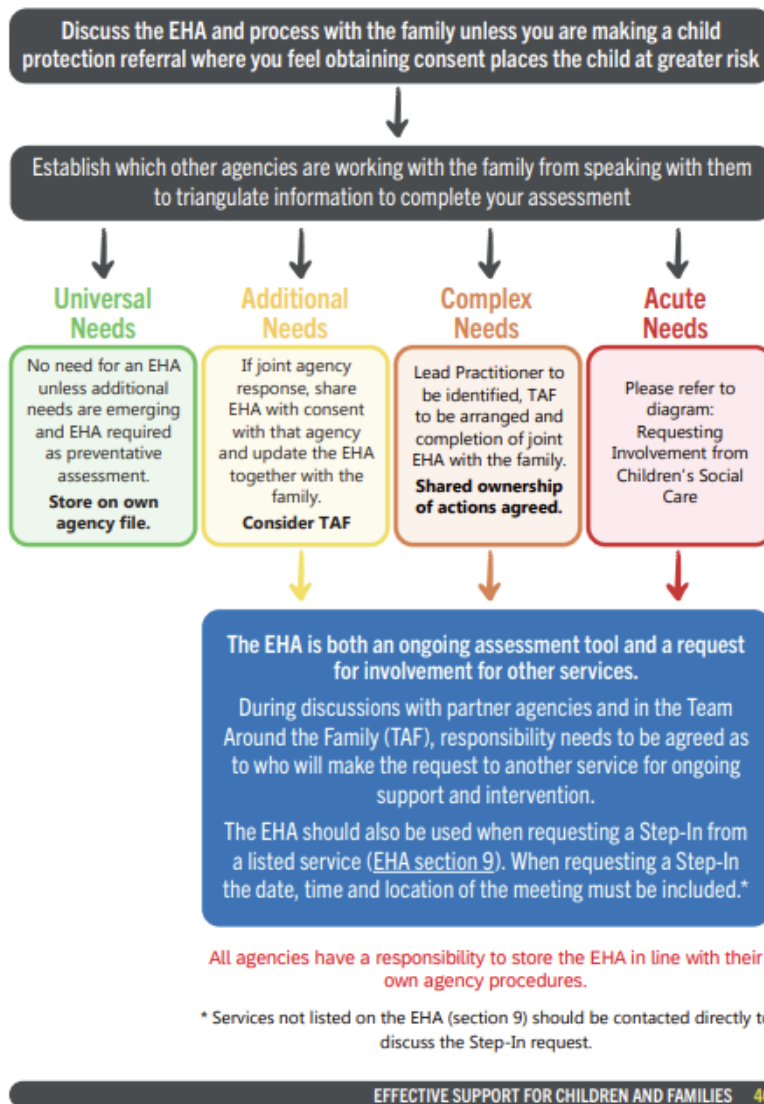 Discuss the EHA and process with the family unless you are making a child
protection referral where you feel obtaining consent places the child at greater risk
Establish which other agencies are working with the family from speaking with them
to triangulate information to complete your assessment
Universal
Needs
No need for an EHA
unless additional
needs are emerging
and EHA required
as preventative
assessment.
Store on own
agency file.
Additional
Needs
If joint agency
response, share
EHA with consent
with that agency
and update the EHA
together with the
family.
Consider TAF
Complex
Needs
Lead Practitioner to
be identified, TAF
to be arranged and
completion of joint
EHA with the family.
Shared ownership
of actions agreed.
Acute
Needs
Please refer to
diagram:
Requesting
Involvement from
Children's Social
Care
The EHA is both an ongoing assessment tool and a request
for involvement for other services.
During discussions with partner agencies and in the Team
Around the Family (TAF), responsibility needs to be agreed as
to who will make the request to another service for ongoing
support and intervention.
The EHA should also be used when requesting a Step-In from
a listed service (EHA section 9). When requesting a Step-In
the date, time and location of the meeting must be included.*
All agencies have a responsibility to store the EHA in line with their
own agency procedures.
* Services not listed on the EHA (section 9) should be contacted directly to
discuss the Step-In request.
EFFECTIVE SUPPORT FOR CHILDREN AND FAMILIES